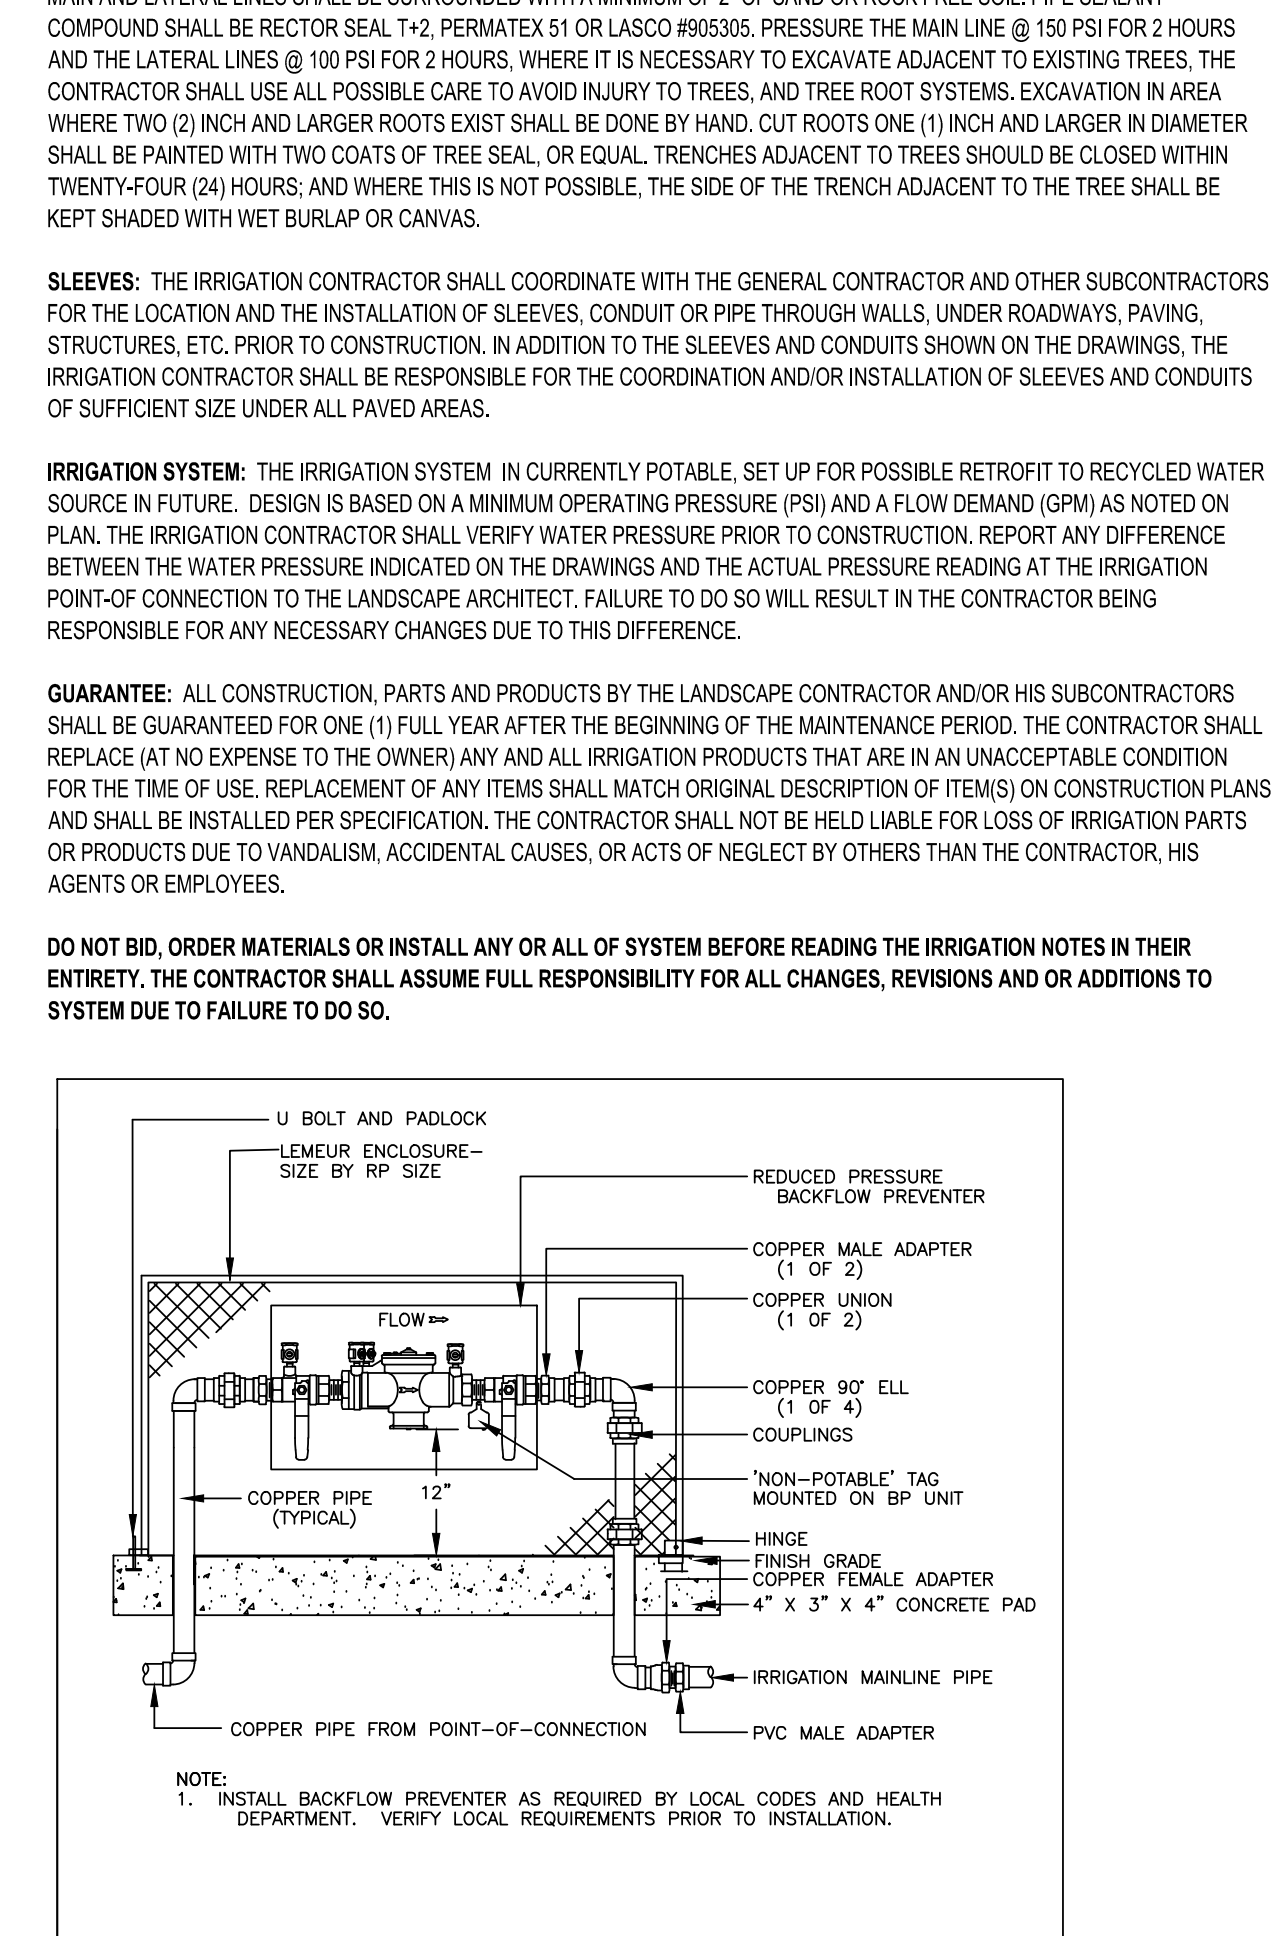 MAIN AND LATERAL LINES SHALL BE SURROUNDED WITH A MINIMUM OF 2" OF SAND OR ROCK FREE SOIL. PIPE SEALANT
COMPOUND SHALL BE RECTOR SEAL T+2, PERMATEX 51 OR LASCO #905305. PRESSURE THE MAIN LINE @ 150 PSI FOR 2 HOURS
AND THE LATERAL LINES @ 100 PSI FOR 2 HOURS, WHERE IT IS NECESSARY TO EXCAVATE ADJACENT TO EXISTING TREES, THE
CONTRACTOR SHALL USE ALL POSSIBLE CARE TO AVOID INJURY TO TREES, AND TREE ROOT SYSTEMS. EXCAVATION IN AREA
WHERE TWO (2) INCH AND LARGER ROOTS EXIST SHALL BE DONE BY HAND. CUT ROOTS ONE (1) INCH AND LARGER IN DIAMETER
SHALL BE PAINTED WITH TWO COATS OF TREE SEAL, OR EQUAL. TRENCHES ADJACENT TO TREES SHOULD BE CLOSED WITHIN
TWENTY-FOUR (24) HOURS; AND WHERE THIS IS NOT POSSIBLE, THE SIDE OF THE TRENCH ADJACENT TO THE TREE SHALL BE
KEPT SHADED WITH WET BURLAP OR CANVAS.
SLEEVES: THE IRRIGATION CONTRACTOR SHALL COORDINATE WITH THE GENERAL CONTRACTOR AND OTHER SUBCONTRACTORS
FOR THE LOCATION AND THE INSTALLATION OF SLEEVES, CONDUIT OR PIPE THROUGH WALLS, UNDER ROADWAYS, PAVING,
STRUCTURES, ETC. PRIOR TO CONSTRUCTION. IN ADDITION TO THE SLEEVES AND CONDUITS SHOWN ON THE DRAWINGS, THE
IRRIGATION CONTRACTOR SHALL BE RESPONSIBLE FOR THE COORDINATION AND/OR INSTALLATION OF SLEEVES AND CONDUITS
OF SUFFICIENT SIZE UNDER ALL PAVED AREAS.
IRRIGATION SYSTEM: THE IRRIGATION SYSTEM IN CURRENTLY POTABLE, SET UP FOR POSSIBLE RETROFIT TO RECYCLED WATER
SOURCE IN FUTURE. DESIGN IS BASED ON A MINIMUM OPERATING PRESSURE (PSI) AND A FLOW DEMAND (GPM) AS NOTED ON
PLAN. THE IRRIGATION CONTRACTOR SHALL VERIFY WATER PRESSURE PRIOR TO CONSTRUCTION. REPORT ANY DIFFERENCE
BETWEEN THE WATER PRESSURE INDICATED ON THE DRAWINGS AND THE ACTUAL PRESSURE READING AT THE IRRIGATION
POINT-OF CONNECTION TO THE LANDSCAPE ARCHITECT. FAILURE TO DO SO WILL RESULT IN THE CONTRACTOR BEING
RESPONSIBLE FOR ANY NECESSARY CHANGES DUE TO THIS DIFFERENCE.
GUARANTEE: ALL CONSTRUCTION, PARTS AND PRODUCTS BY THE LANDSCAPE CONTRACTOR AND/OR HIS SUBCONTRACTORS
SHALL BE GUARANTEED FOR ONE (1) FULL YEAR AFTER THE BEGINNING OF THE MAINTENANCE PERIOD. THE CONTRACTOR SHALL
REPLACE (AT NO EXPENSE TO THE OWNER) ANY AND ALL IRRIGATION PRODUCTS THAT ARE IN AN UNACCEPTABLE CONDITION
FOR THE TIME OF USE. REPLACEMENT OF ANY ITEMS SHALL MATCH ORIGINAL DESCRIPTION OF ITEM(S) ON CONSTRUCTION PLANS
AND SHALL BE INSTALLED PER SPECIFICATION. THE CONTRACTOR SHALL NOT BE HELD LIABLE FOR LOSS OF IRRIGATION PARTS
OR PRODUCTS DUE TO VANDALISM, ACCIDENTAL CAUSES, OR ACTS OF NEGLECT BY OTHERS THAN THE CONTRACTOR, HIS
AGENTS OR EMPLOYEES.
DO NOT BID, ORDER MATERIALS OR INSTALL ANY OR ALL OF SYSTEM BEFORE READING THE IRRIGATION NOTES IN THEIR
ENTIRETY. THE CONTRACTOR SHALL ASSUME FULL RESPONSIBILITY FOR ALL CHANGES, REVISIONS AND OR ADDITIONS TO
SYSTEM DUE TO FAILURE TO DO SO.
U BOLT AND PADLOCK
LEMEUR ENCLOSURE-
SIZE BY RP SIZE
REDUCED PRESSURE
BACKFLOW PREVENTER
COPPER MALE ADAPTER
(1 OF 2)
COPPER UNION
(1 OF 2)
FLOW
COPPER 90° ELL
(1 OF 4)
COUPLINGS
'NON-POTABLE' TAG
MOUNTED ON BP UNIT
12"
COPPER PIPE
(TYPICAL)
HINGE
FINISH GRADE
COPPER FEMALE ADAPTER
4" X 3" X 4" CONCRETE PAD
IRRIGATION MAINLINE PIPE
COPPER PIPE FROM POINT-OF-CONNECTION
PVC MALE ADAPTER
NOTE:
1. INSTALL BACKFLOW PREVENTER AS REQUIRED BY LOCAL CODES AND HEALTH
DEPARTMENT. VERIFY LOCAL REQUIREMENTS PRIOR TO INSTALLATION.